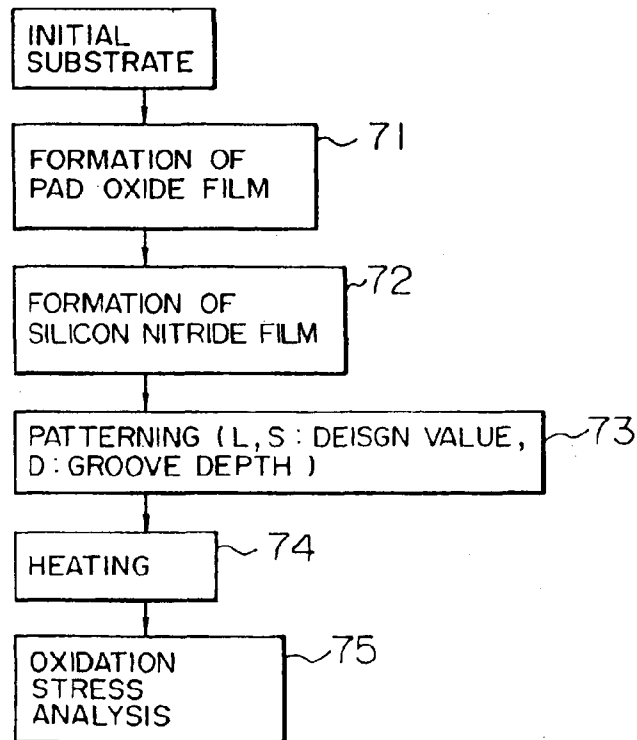 INITIAL
SUBSTRATE
71
FORMATION OF
PAD OXIDE FILM
72
FORMATION OF
SILICON NITRIDE FILM
73
PATTERNING (L,S: DEISGN VALUE,
D: GROOVE DEPTH)
74
HEATING
75
OXIDATION
STRESS
ANALYSIS